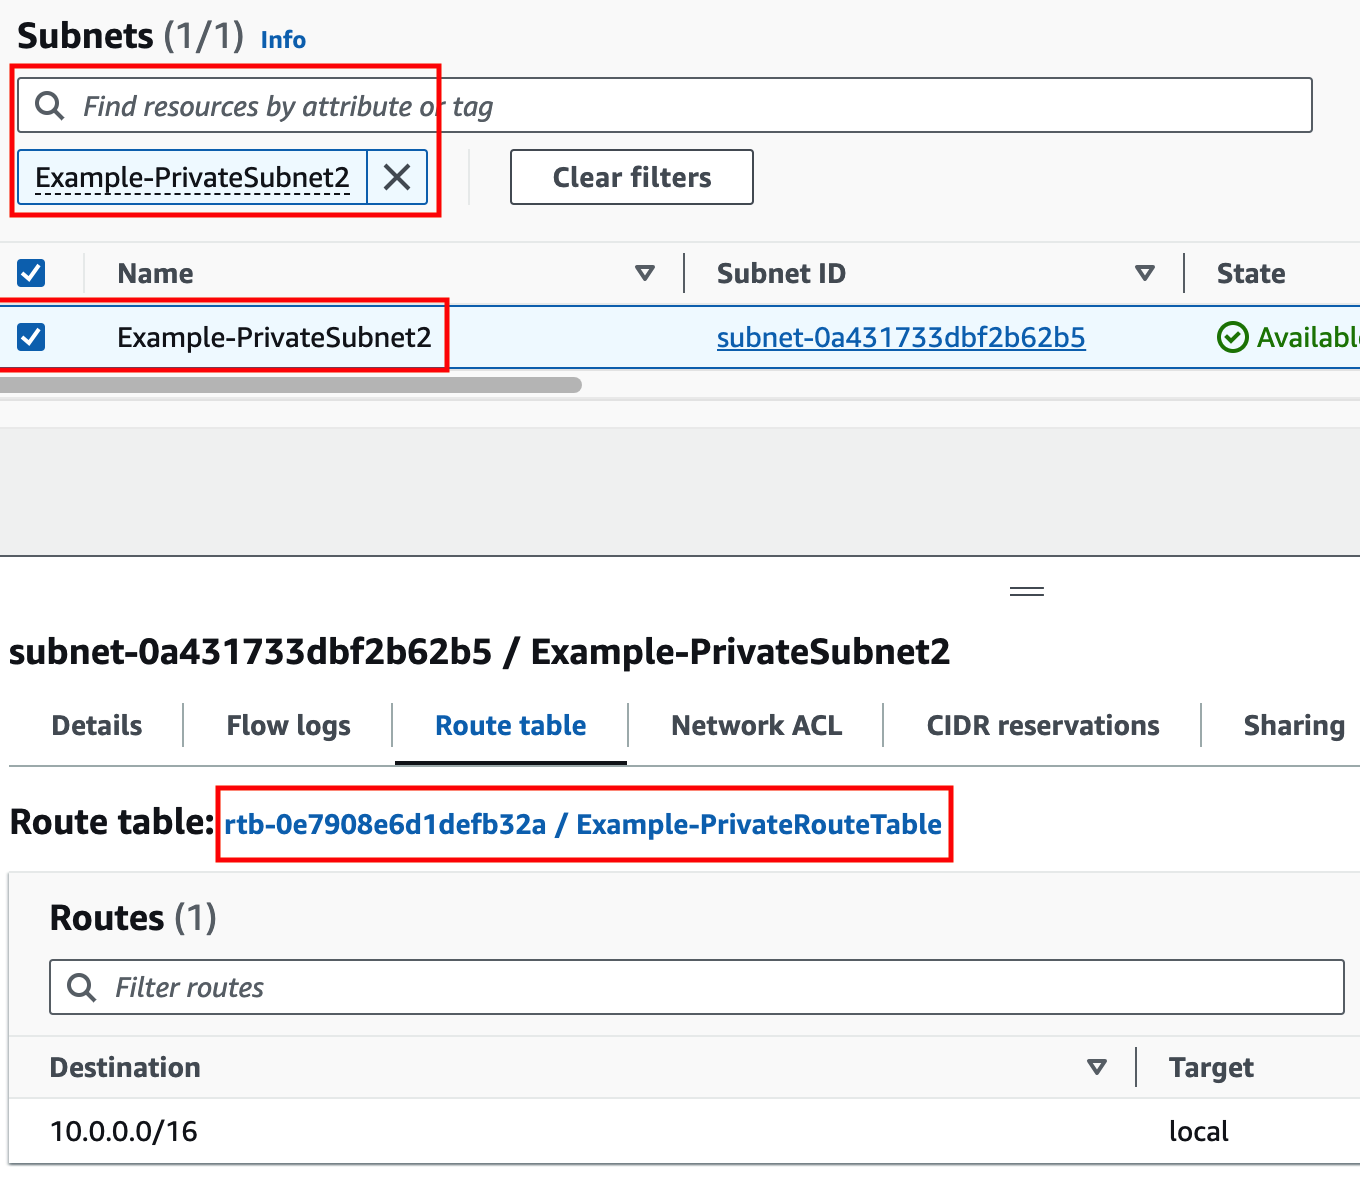 Subnets (1/1) Info
Find resources by attribute or tag
Example-PrivateSubnet2 Clear filters
Name Subnet ID State
Example-PrivateSubnet2 subnet-0a431733dbf2b62b5 Availabl
subnet-0a431733dbf2b62b5 / Example-PrivateSubnet2
Details Flow logs Route table Network ACL CIDR reservations Sharing
Route table: rtb-0e7908e6d1defb32a / Example-PrivateRouteTable
Routes (1)
Filter routes
Destination Target
10.0.0.0/16 local